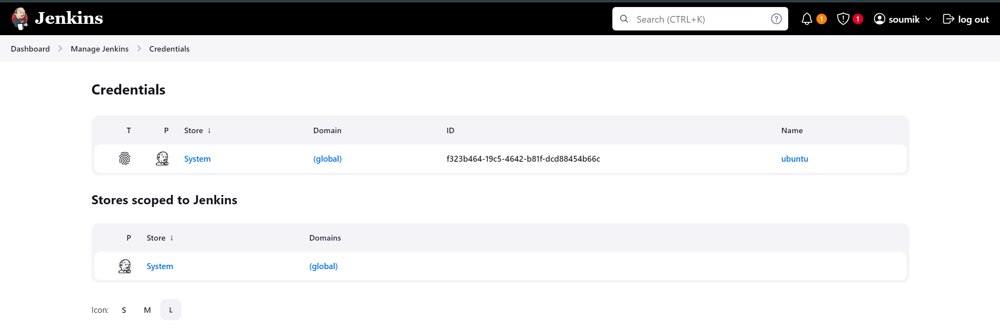 Jenkins
Search (CTRL+K)
?
1
1
soumik
log out
Dashboard
Manage Jenkins
Credentials
Credentials
T P Store ↓ Domain ID Name
System (global) f323b464-19c5-4642-b81f-dcd88454b66c ubuntu
Stores scoped to Jenkins
P Store ↓ Domains
System (global)
Icon: S M L